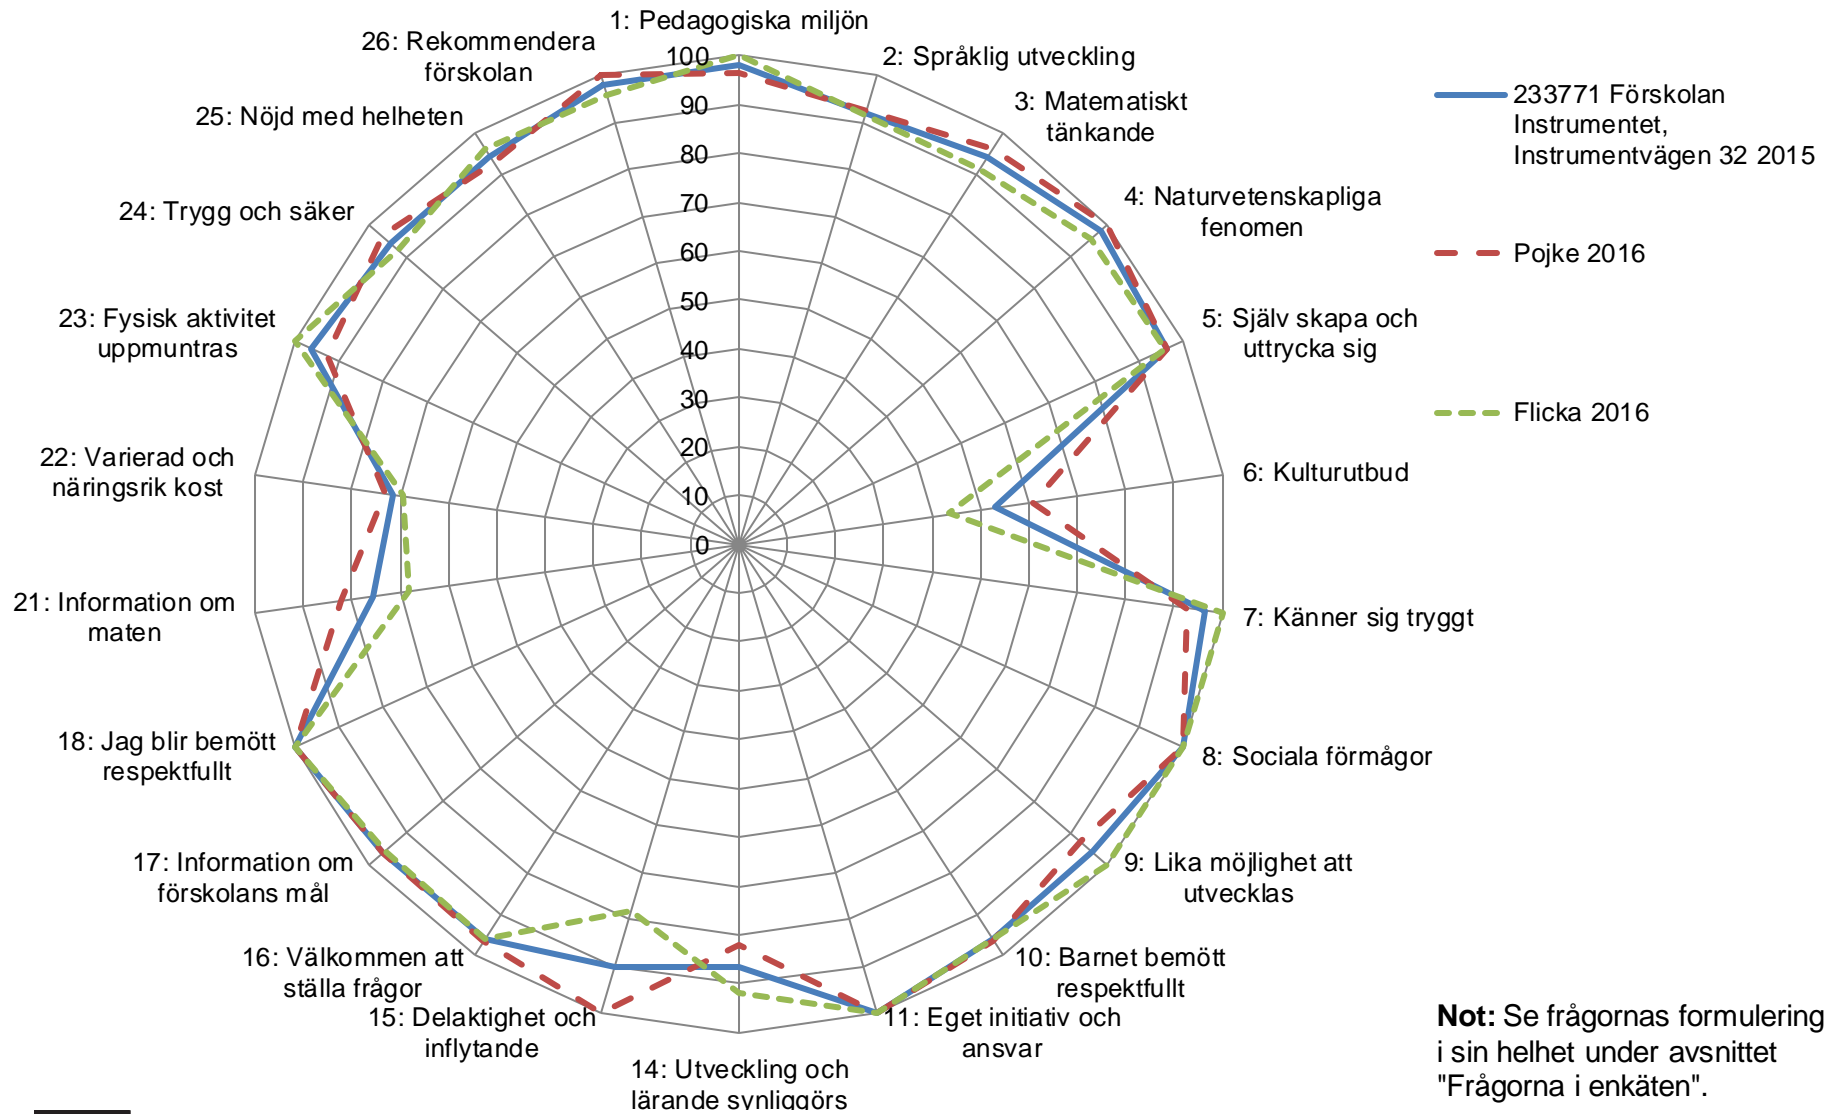 1: Pedagogiska miljön
2: Språklig utveckling
3: Matematiskt
tänkande
4: Naturvetenskapliga
fenomen
5: Själv skapa och
uttrycka sig
6: Kulturutbud
7: Känner sig tryggt
8: Sociala förmågor
9: Lika möjlighet att
utvecklas
10: Barnet bemött
respektfullt
11: Eget initiativ och
ansvar
14: Utveckling och
lärande synliggörs
15: Delaktighet och
inflytande
16: Välkommen att
ställa frågor
17: Information om
förskolans mål
18: Jag blir bemött
respektfullt
21: Information om
maten
22: Varierad och
näringsrik kost
23: Fysisk aktivitet
uppmuntras
24: Trygg och säker
25: Nöjd med helheten
26: Rekommendera
förskolan
100
90
80
70
60
50
40
30
20
10
0
233771 Förskolan
Instrumentet,
Instrumentvägen 32 2015
Pojke 2016
Flicka 2016
Not: Se frågornas formulering
i sin helhet under avsnittet
"Frågorna i enkäten".